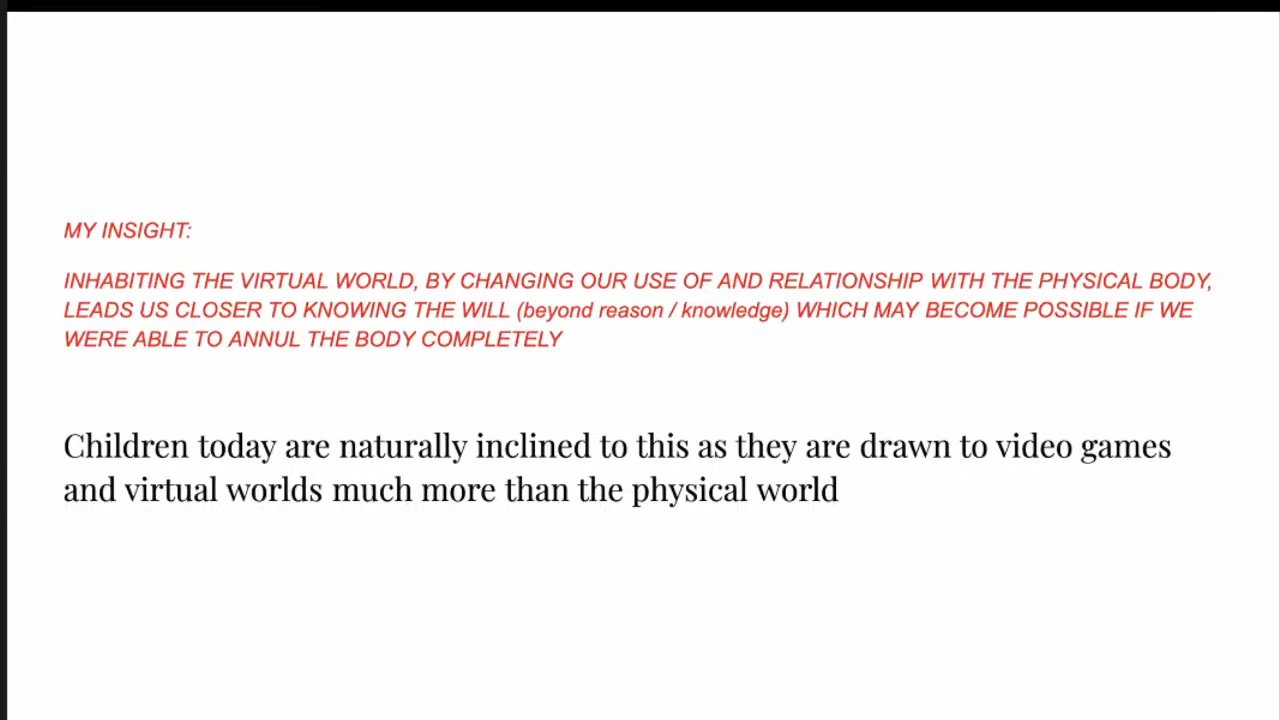 MY INSIGHT:
INHABITING THE VIRTUAL WORLD, BY CHANGING OUR USE OF AND RELATIONSHIP WITH THE PHYSICAL BODY,
LEADS US CLOSER TO KNOWING THE WILL (beyond reason / knowledge) WHICH MAY BECOME POSSIBLE IF WE
WERE ABLE TO ANNUL THE BODY COMPLETELY
Children today are naturally inclined to this as they are drawn to video games
and virtual worlds much more than the physical world